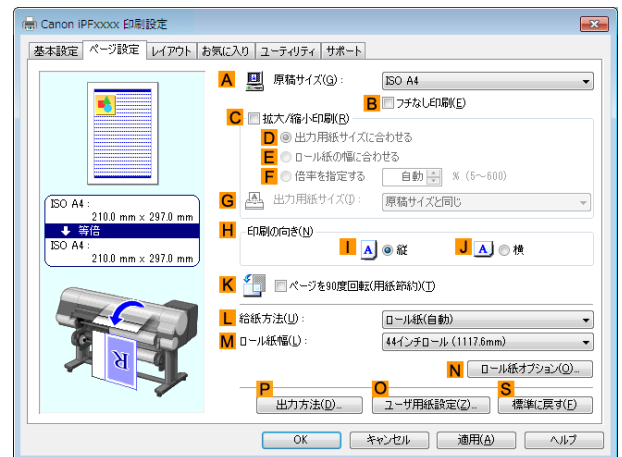 Canon iPFxxxx 印刷設定
基本設定 ページ設定 レイアウト お気に入り ユーティリティ サポート
A 原稿サイズ(G): ISO A4
B フチなし印刷(E)
C 拡大/縮小印刷(R)
D 出力用紙サイズに合わせる
E ロール紙の幅に合わせる
F 倍率を指定する 自動 % (5～600)
G 出力用紙サイズ(I): 原稿サイズと同じ
ISO A4 :
210.0 mm x 297.0 mm
等倍
ISO A4 :
210.0 mm x 297.0 mm
H 印刷の向き(N)
I A 縦 J A 横
K ページを90度回転(用紙節約)(T)
L 給紙方法(U): ロール紙(自動)
M ロール紙幅(L): 44インチロール (1117.6mm)
R
N ロール紙オプション(O)...
P O S
出力方法(D)... ユーザ用紙設定(Z)... 標準に戻す(F)
OK キャンセル 適用(A) ヘルプ